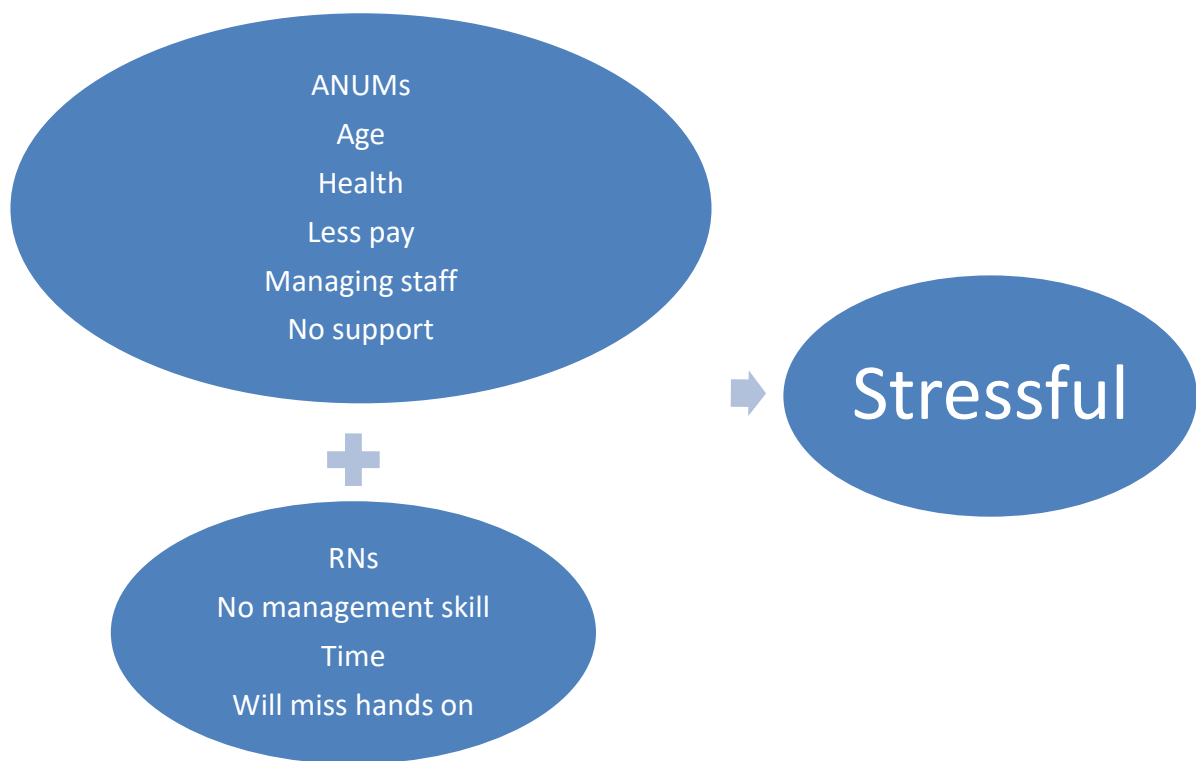 ANUMs
Age
Health
Less pay
Managing staff
No support
RNs
No management skill
Time
Will miss hands on
Stressful